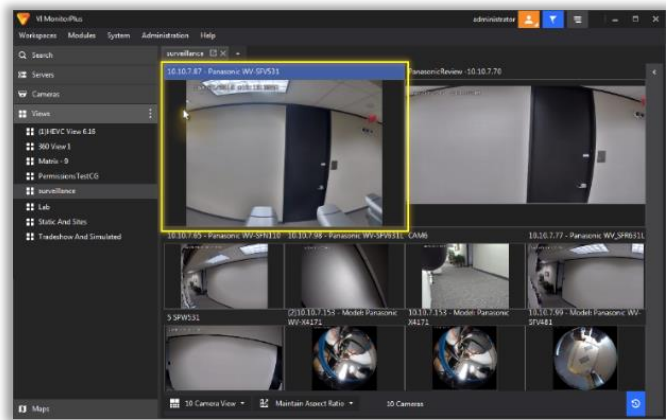 VI MonitorPlus
administrator
Workspaces Modules System Administration Help
Search
Servers
Cameras
Views
(1)HEVC View 6.16
360 View 1
Matrix - 9
PermissionsTestCG
surveillance
Lab
Static And Sites
Tradeshow And Simulated
Maps
surveillance
10.10.7.87 - Panasonic WV-SFV531
PanasonicReview -10.10.7.70
10.10.7.65 - Panasonic WV-SFN110
10.10.7.98 - Panasonic WV-SFV631L
CAM6
10.10.7.77 - Panasonic WV_SFR631L
5 SPW531
(2)10.10.7.153 - Model: Panasonic
WV-X4171
10.10.7.153 - Model: Panasonic WV-
X4171
10.10.7.99 - Model: Panasonic WV-
SFV481
10 Camera View
Maintain Aspect Ratio
10 Cameras